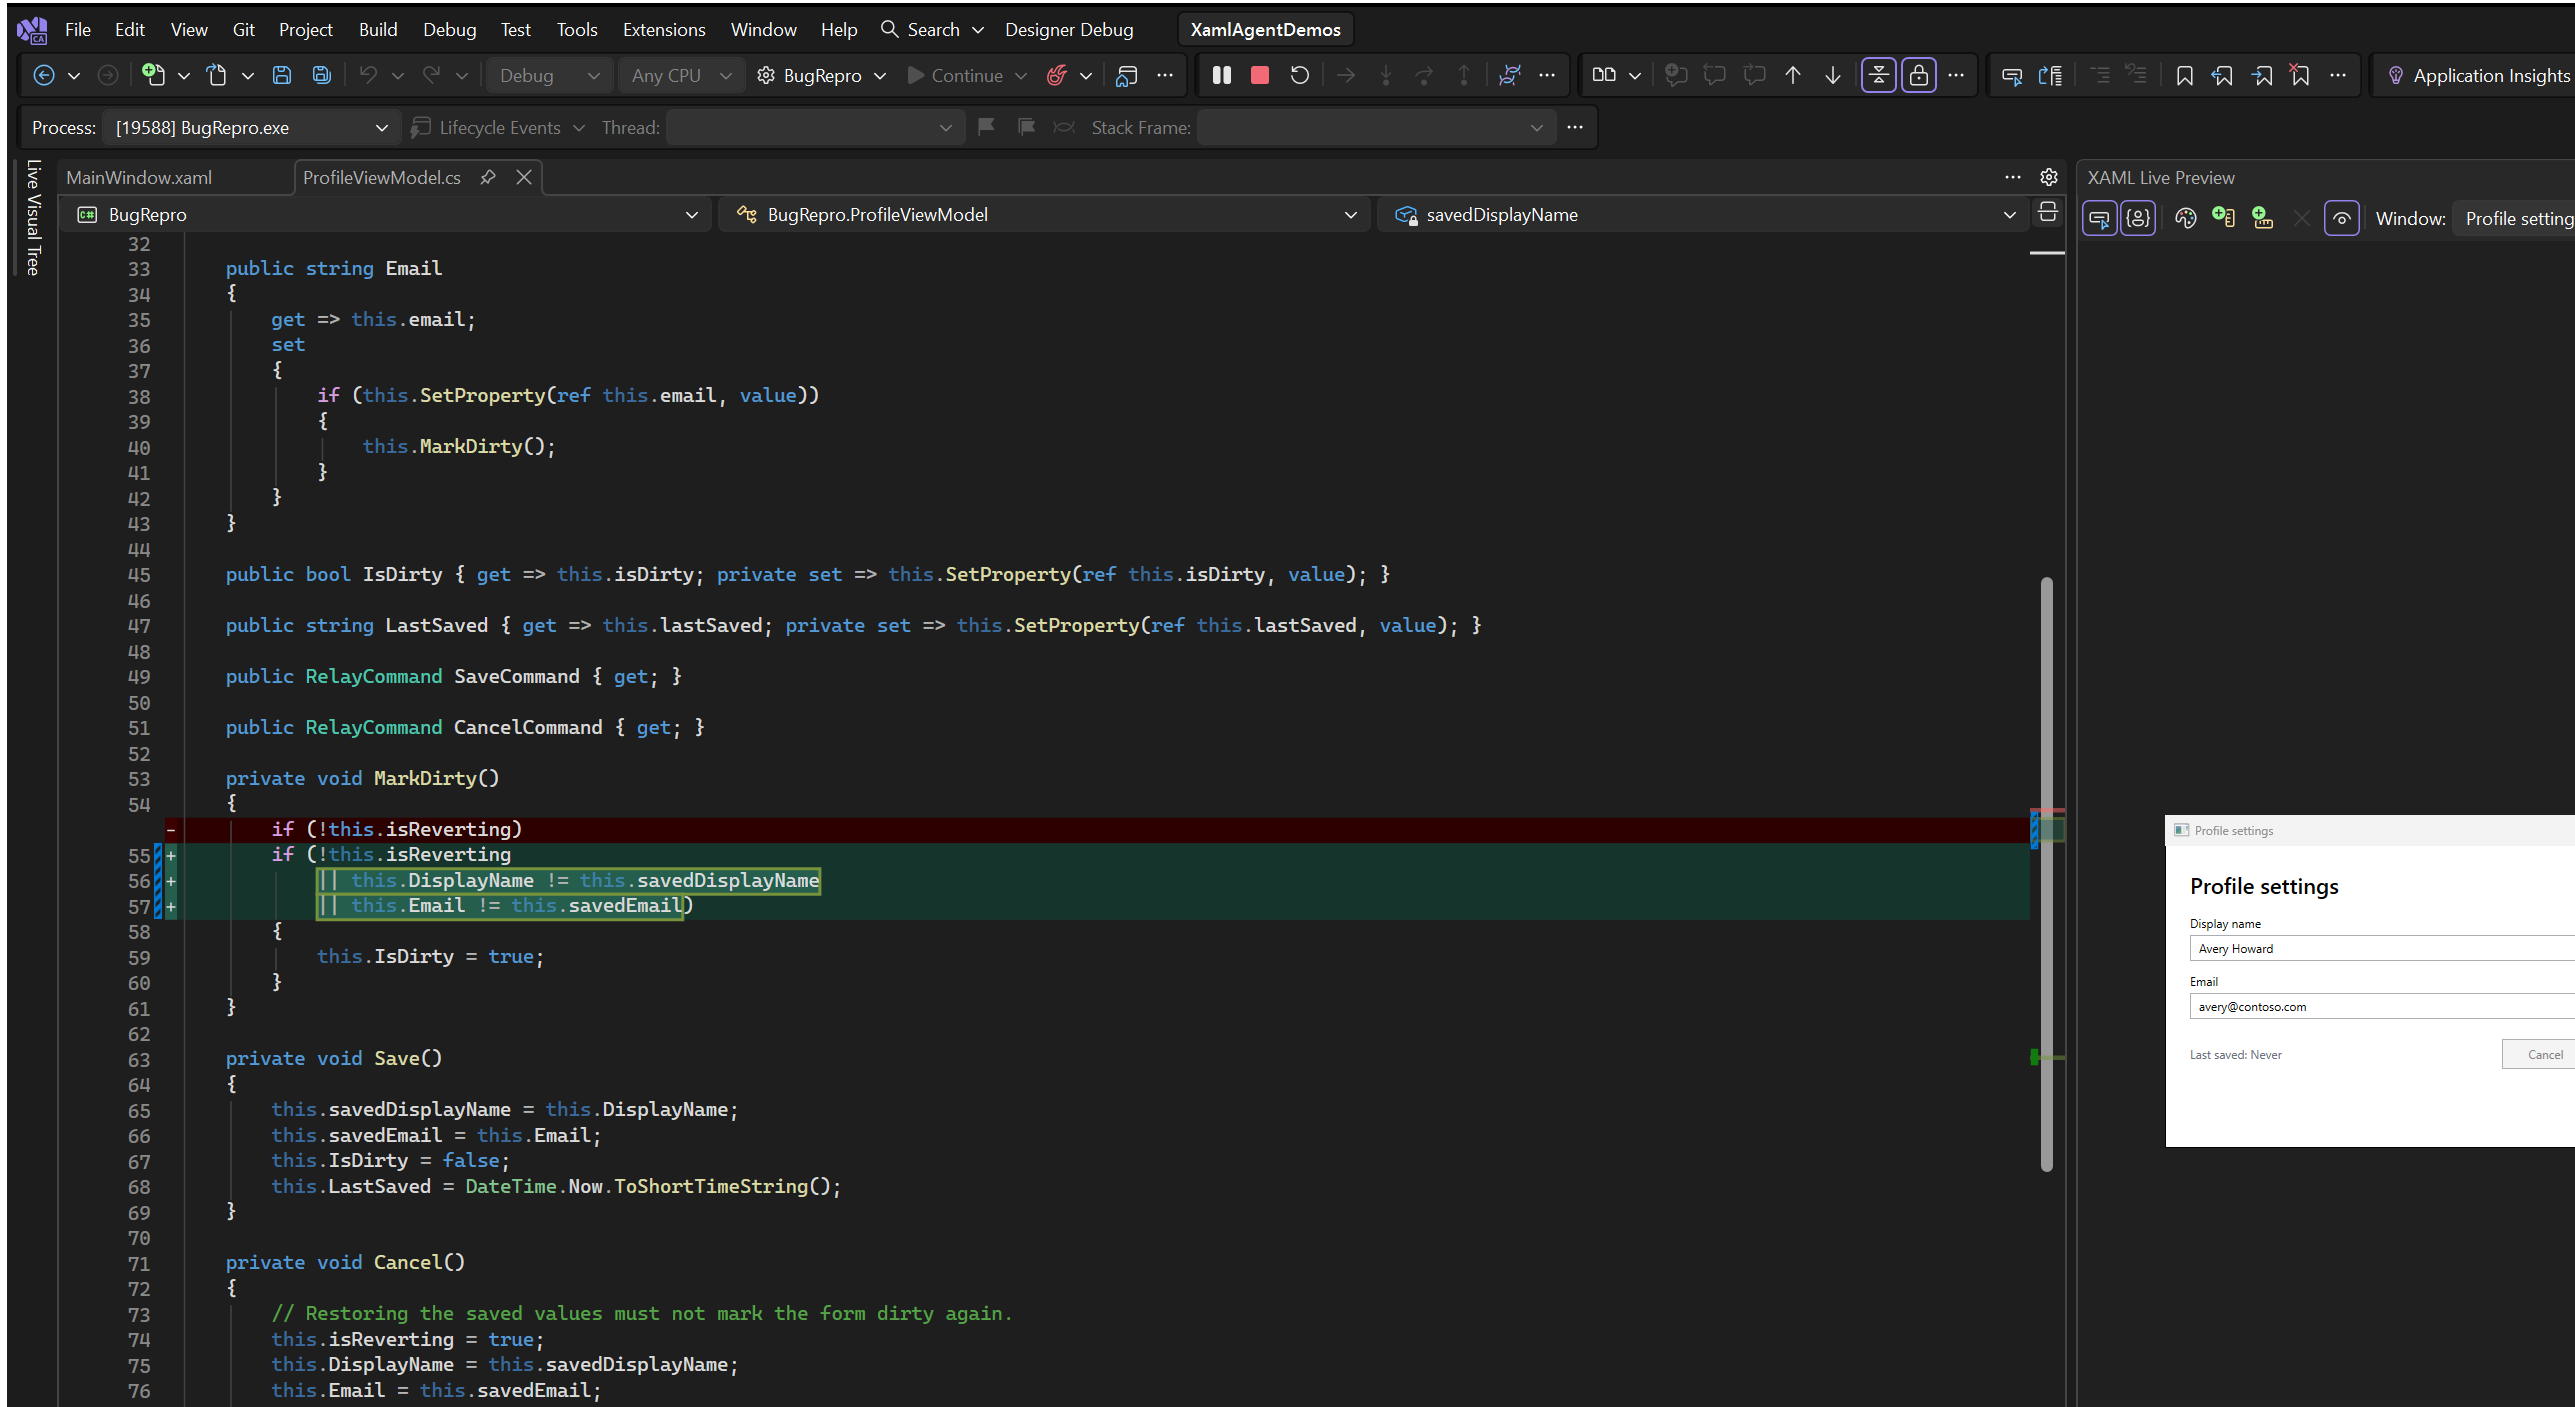 File Edit View Git Project Build Debug Test Tools Extensions Window Help Search Designer Debug XamlAgentDemos
Debug Any CPU BugRepro Continue Application Insights
Process: [19588] BugRepro.exe Lifecycle Events Thread: Stack Frame:
Live Visual Tree
MainWindow.xaml ProfileViewModel.cs
BugRepro BugRepro.ProfileViewModel savedDisplayName
32
33 public string Email
34 {
35 get => this.email;
36 set
37 {
38 if (this.SetProperty(ref this.email, value))
39 {
40 this.MarkDirty();
41 }
42 }
43 }
44
45 public bool IsDirty { get => this.isDirty; private set => this.SetProperty(ref this.isDirty, value); }
46
47 public string LastSaved { get => this.lastSaved; private set => this.SetProperty(ref this.lastSaved, value); }
48
49 public RelayCommand SaveCommand { get; }
50
51 public RelayCommand CancelCommand { get; }
52
53 private void MarkDirty()
54 {
- if (!this.isReverting)
55 + if (!this.isReverting
56 + || this.DisplayName != this.savedDisplayName
57 + || this.Email != this.savedEmail)
58 {
59 this.IsDirty = true;
60 }
61 }
62
63 private void Save()
64 {
65 this.savedDisplayName = this.DisplayName;
66 this.savedEmail = this.Email;
67 this.IsDirty = false;
68 this.LastSaved = DateTime.Now.ToShortTimeString();
69 }
70
71 private void Cancel()
72 {
73 // Restoring the saved values must not mark the form dirty again.
74 this.isReverting = true;
75 this.DisplayName = this.savedDisplayName;
76 this.Email = this.savedEmail;
XAML Live Preview
Window: Profile setting
Profile settings
Profile settings
Display name
Avery Howard
Email
avery@contoso.com
Last saved: Never Cancel